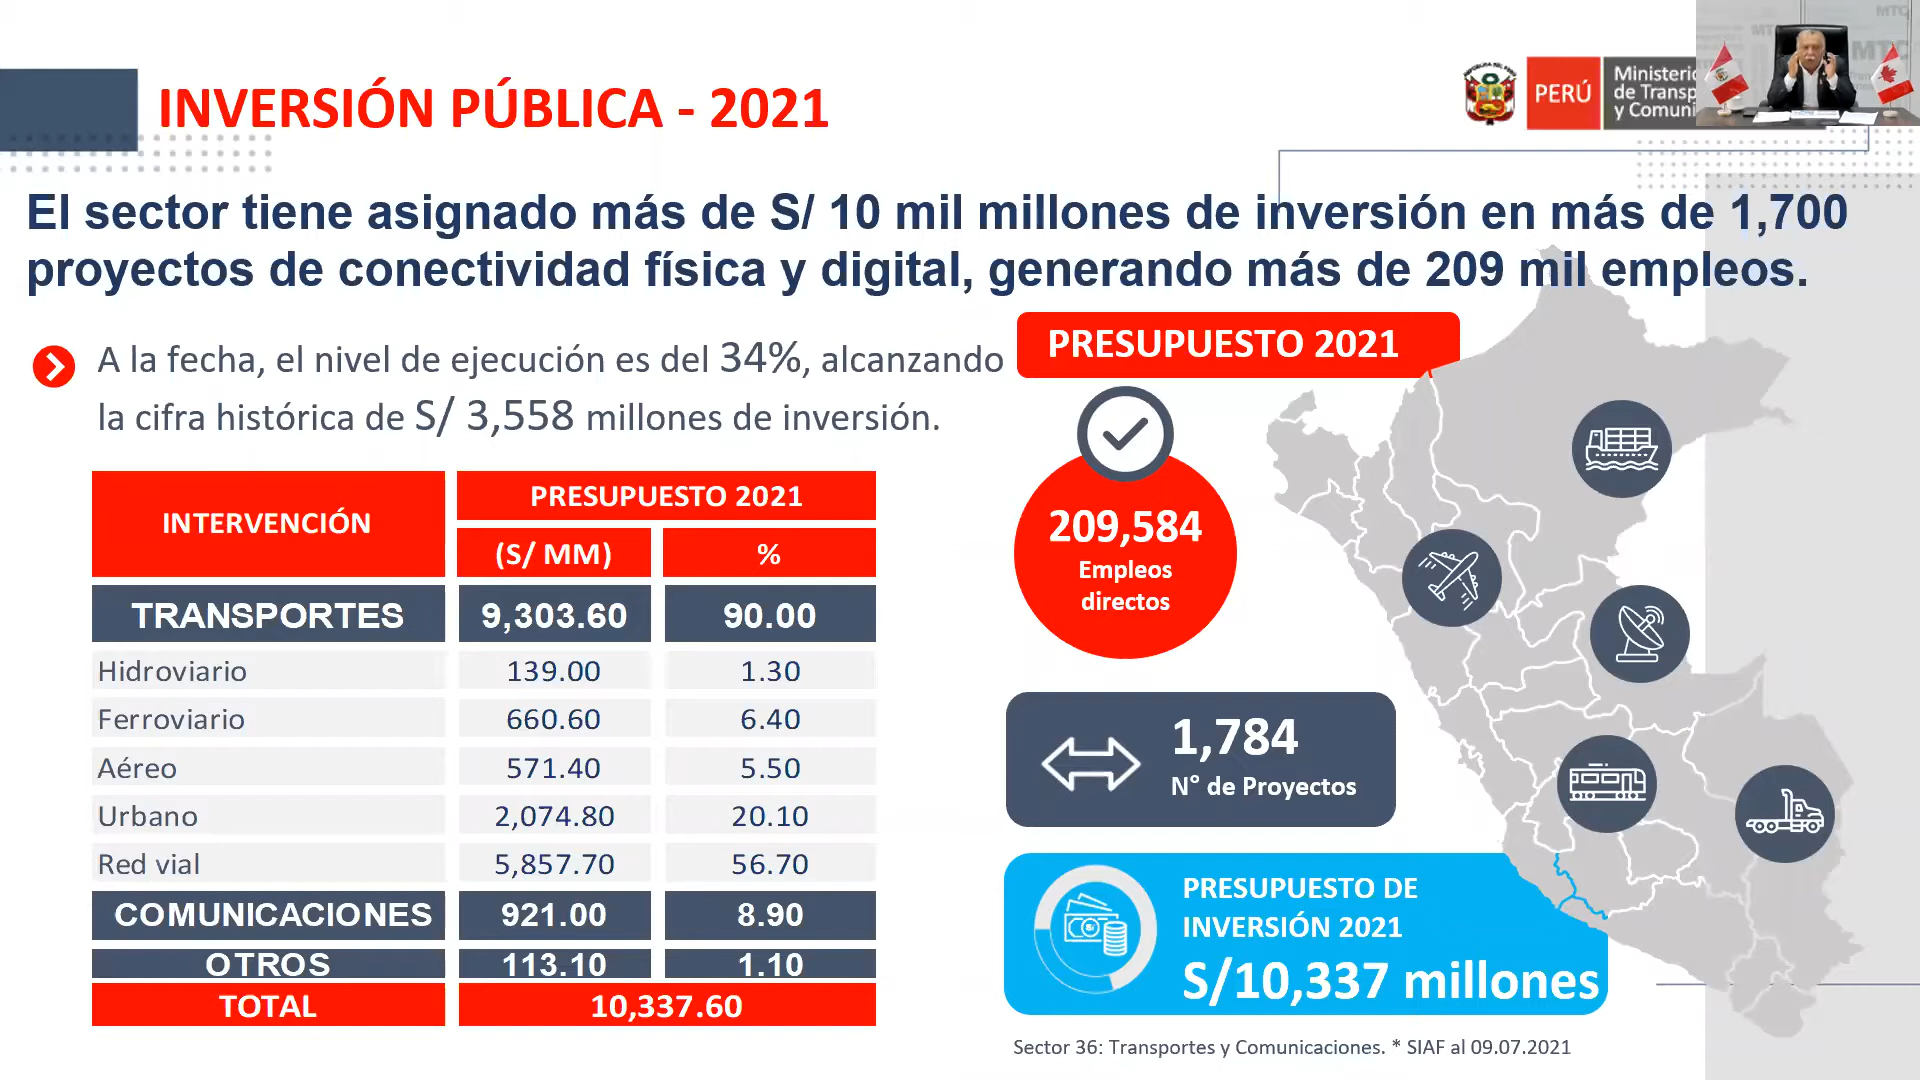 INVERSIÓN PÚBLICA - 2021
PERÚ
Ministerio
de Transp
y Comuni
MTC
El sector tiene asignado más de S/ 10 mil millones de inversión en más de 1,700
proyectos de conectividad física y digital, generando más de 209 mil empleos.
A la fecha, el nivel de ejecución es del 34%, alcanzando
la cifra histórica de S/ 3,558 millones de inversión.
INTERVENCIÓN
PRESUPUESTO 2021
(S/ MM) %
TRANSPORTES 9,303.60 90.00
Hidroviario 139.00 1.30
Ferroviario 660.60 6.40
Aéreo 571.40 5.50
Urbano 2,074.80 20.10
Red vial 5,857.70 56.70
COMUNICACIONES 921.00 8.90
OTROS 113.10 1.10
TOTAL 10,337.60
PRESUPUESTO 2021
209,584
Empleos
directos
1,784
N° de Proyectos
PRESUPUESTO DE
INVERSIÓN 2021
S/10,337 millones
Sector 36: Transportes y Comunicaciones. * SIAF al 09.07.2021